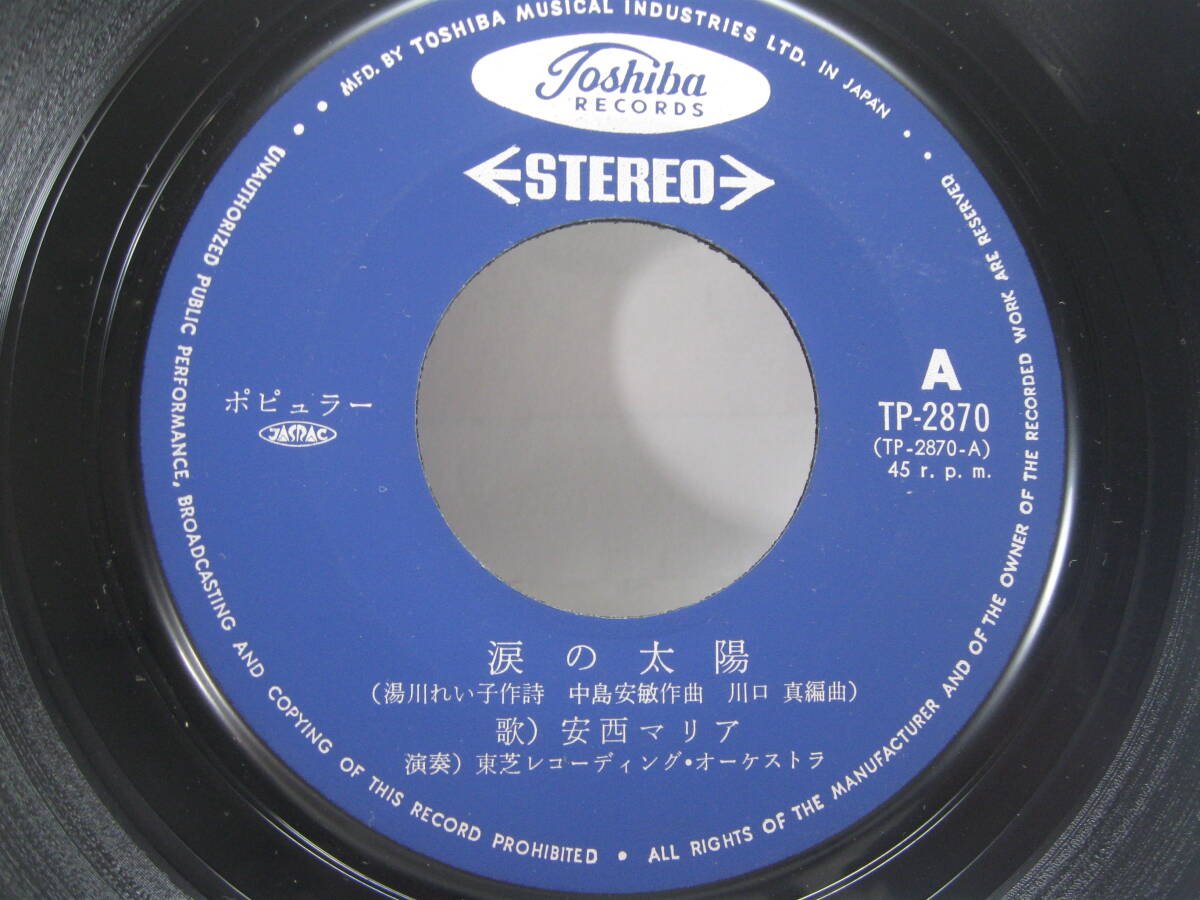 MFD. BY TOSHIBA MUSICAL INDUSTRIES LTD. IN JAPAN
Toshiba
RECORDS
STEREO
ポピュラー
JASRAC
A
TP-2870
(TP-2870-A)
45 r. p. m.
涙の太陽
(湯川れい子作詩 中島安敏作曲 川口 真編曲)
歌) 安西マリア
演奏) 東芝レコーディング・オーケストラ
UNAUTHORIZED PUBLIC PERFORMANCE, BROADCASTING AND COPYING OF THIS RECORD PROHIBITED • ALL RIGHTS OF THE MANUFACTURER AND OF THE OWNER OF THE RECORDED WORK ARE RESERVED